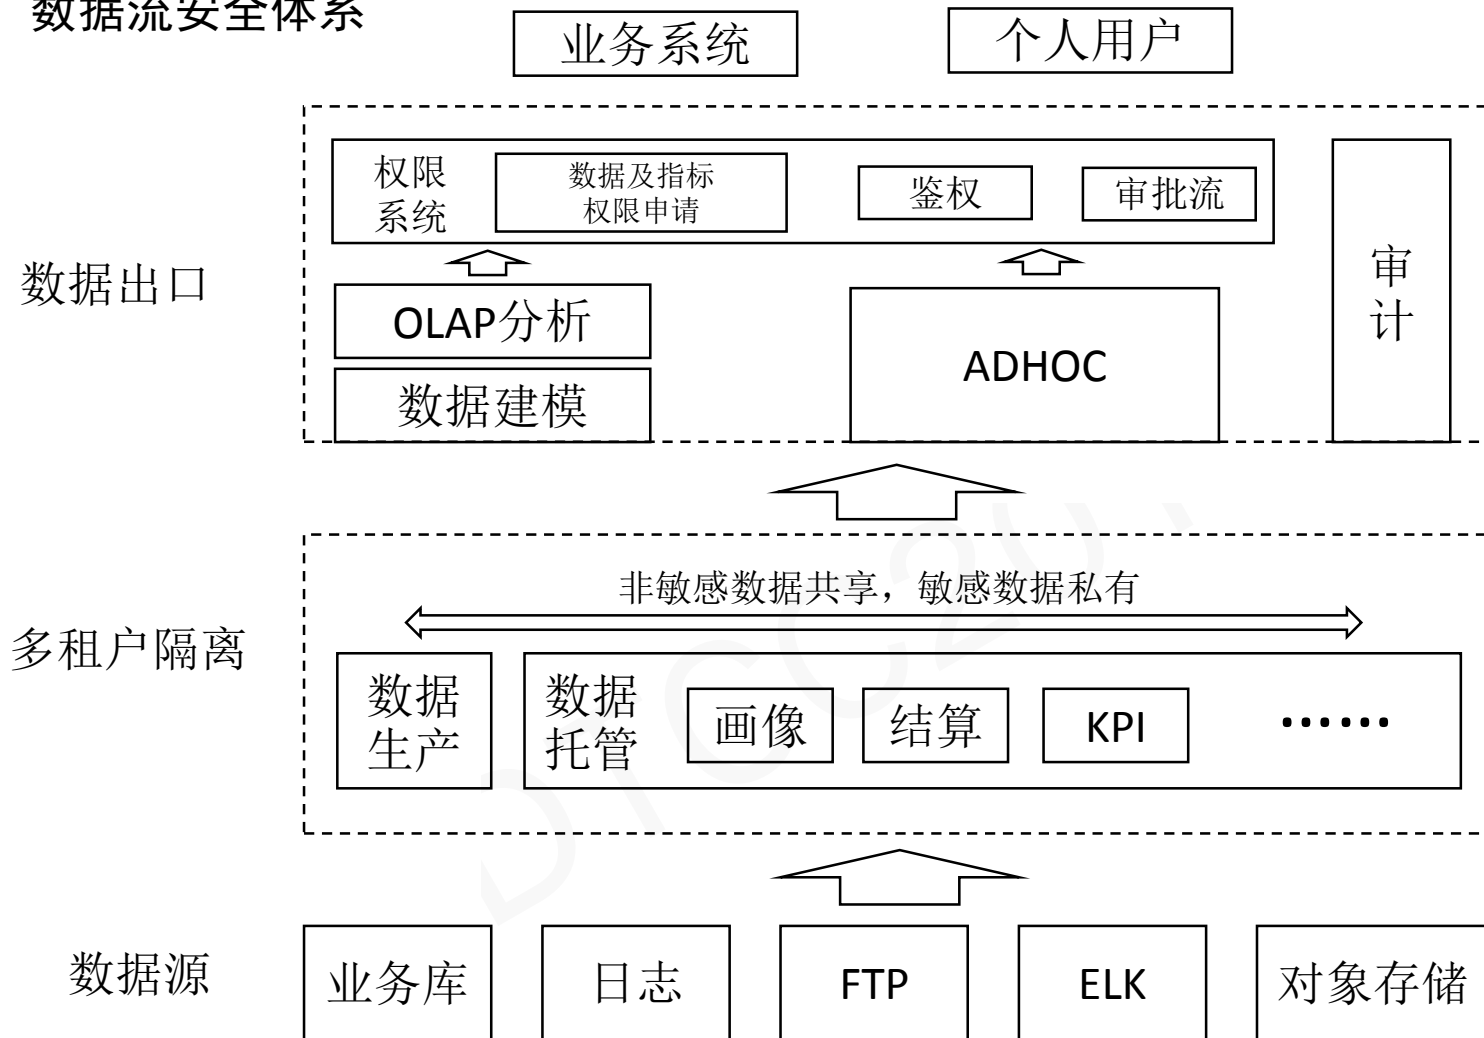 数据流安全体系
业务系统
个人用户
数据出口
权限
系统
数据及指标
权限申请
鉴权
审批流
审
计
OLAP分析
数据建模
ADHOC
多租户隔离
非敏感数据共享，敏感数据私有
数据
生产
数据
托管
画像
结算
KPI
……
数据源
业务库
日志
FTP
ELK
对象存储